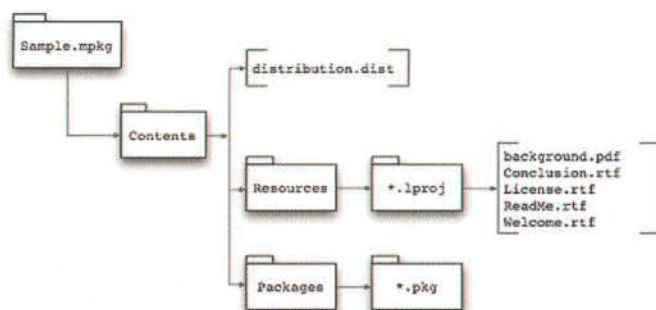 Sample.mpkg
distribution.dist
Contents
background.pdf
Conclusion.rtf
Resources
*.lproj
License.rtf
ReadMe.rtf
Welcome.rtf
Packages
*.pkg